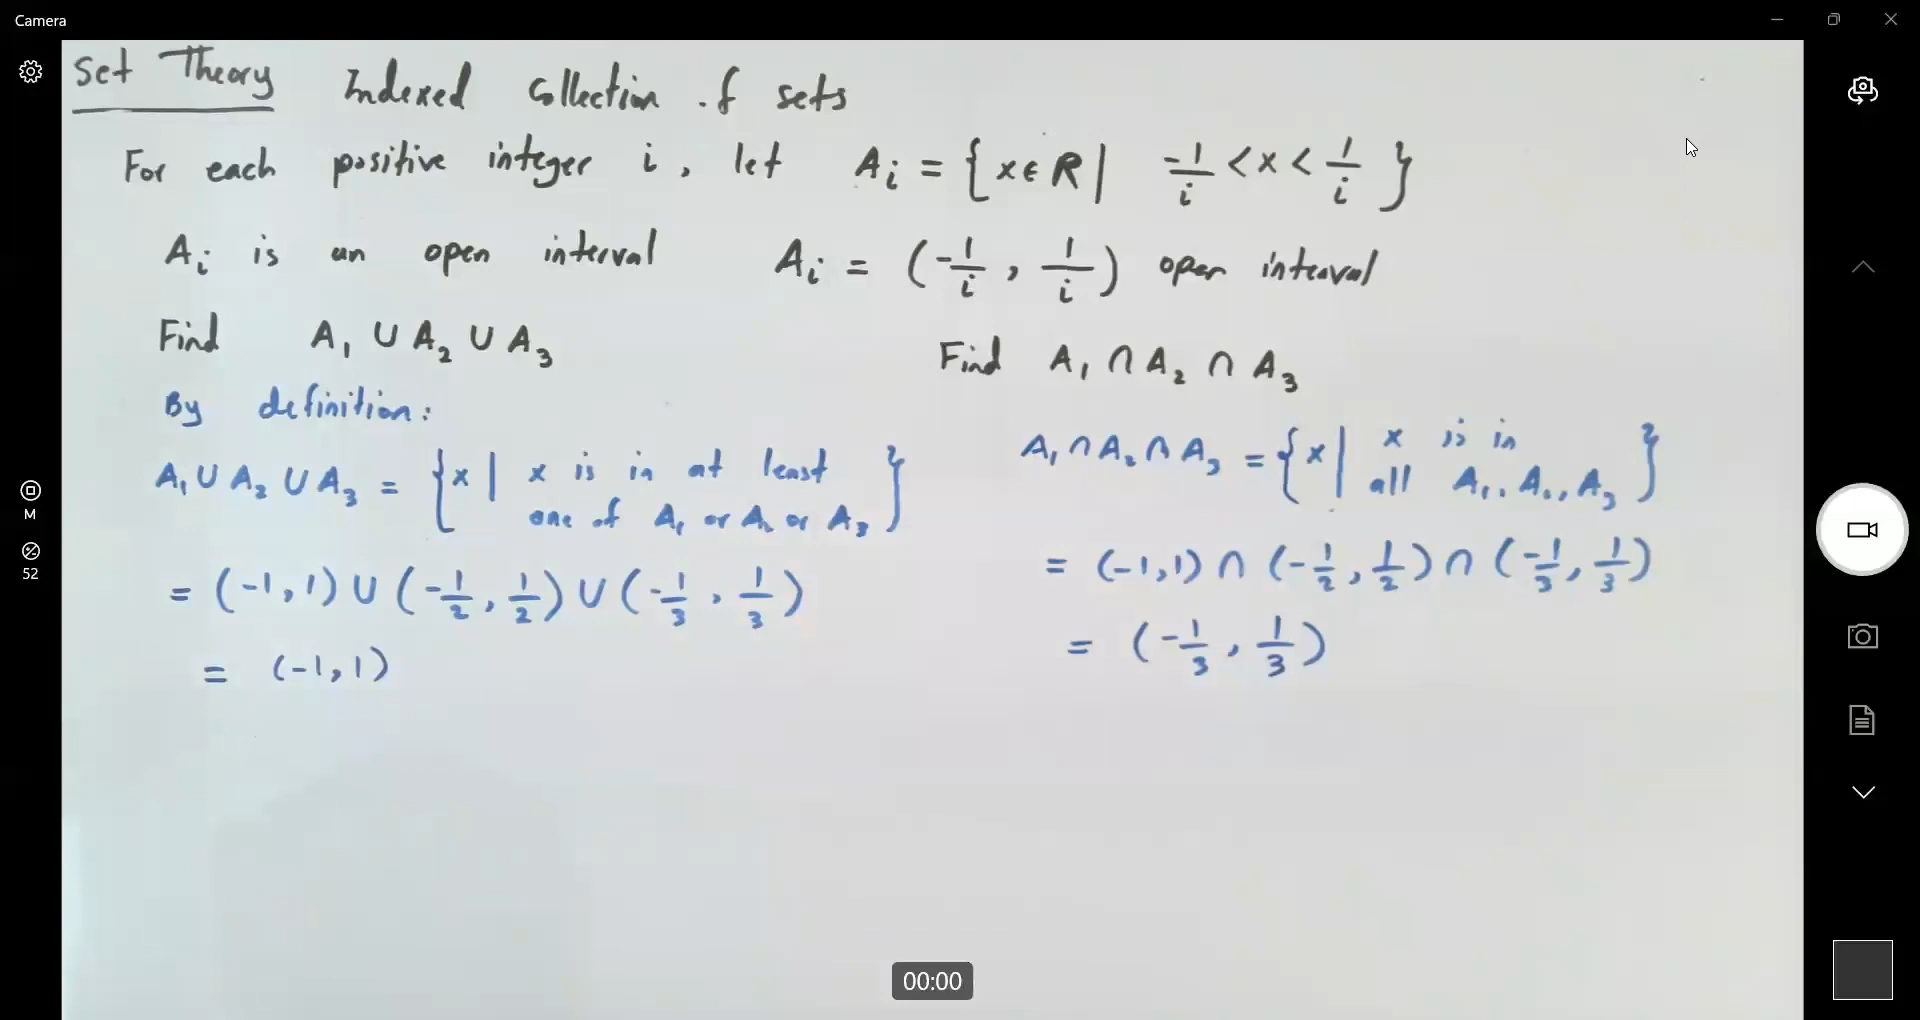 Camera
Set Theory Indexed Collection of sets
For each positive integer i, let Aᵢ = { x ∈ R | -1/i < x < 1/i }
Aᵢ is an open interval Aᵢ = (-1/i, 1/i) open interval
Find A₁ ∪ A₂ ∪ A₃
By definition:
A₁ ∪ A₂ ∪ A₃ = { x | x is in at least
one of A₁ or A₂ or A₃ }
= (-1, 1) ∪ (-1/2, 1/2) ∪ (-1/3, 1/3)
= (-1, 1)
Find A₁ ∩ A₂ ∩ A₃
A₁ ∩ A₂ ∩ A₃ = { x | x is in
all A₁, A₂, A₃ }
= (-1, 1) ∩ (-1/2, 1/2) ∩ (-1/3, 1/3)
= (-1/3, 1/3)
M
52
00:00